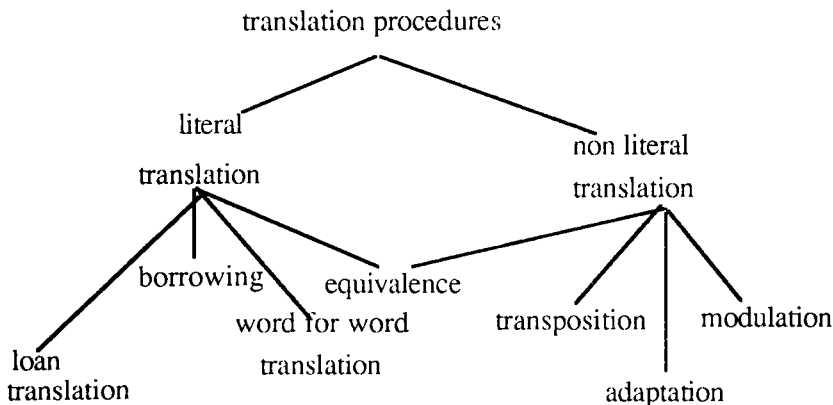 translation procedures
literal
translation
non literal
translation
borrowing
equivalence
word for word
translation
transposition
modulation
loan
translation
adaptation